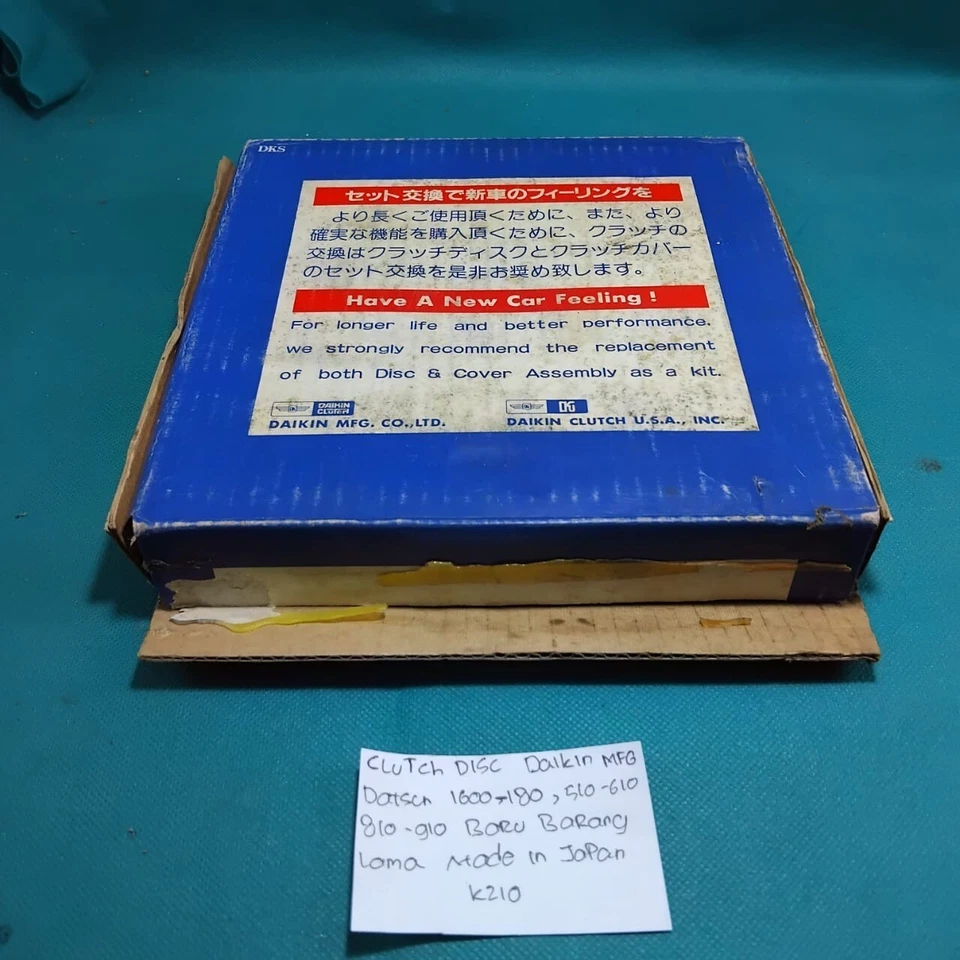 DKS
セット交換で新車のフィーリングを
より長くご使用頂くために、また、より
確実な機能を購入頂くために、クラッチの
交換はクラッチディスクとクラッチカバー
のセット交換を是非お奨め致します。
Have A New Car Feeling!
For longer life and better performance.
we strongly recommend the replacement
of both Disc & Cover Assembly as a kit.
DAIKIN CLUTCH
DAIKIN MFG. CO.,LTD.
DAIKIN CLUTCH U.S.A., INC.
CLUTch DISC Daikin MFG
Datsun 1600-180, 510-610
810-910 BaRu BaRang
Lama Made in JaPan
K210